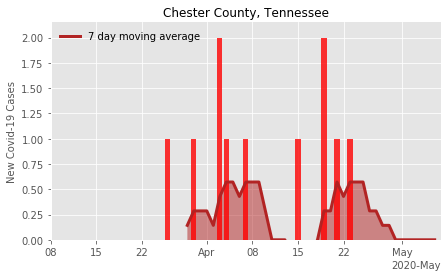 Chester County, Tennessee
7 day moving average
New Covid-19 Cases
2.00
1.75
1.50
1.25
1.00
0.75
0.50
0.25
0.00
08 15 22 Apr 08 15 22 May
2020-May